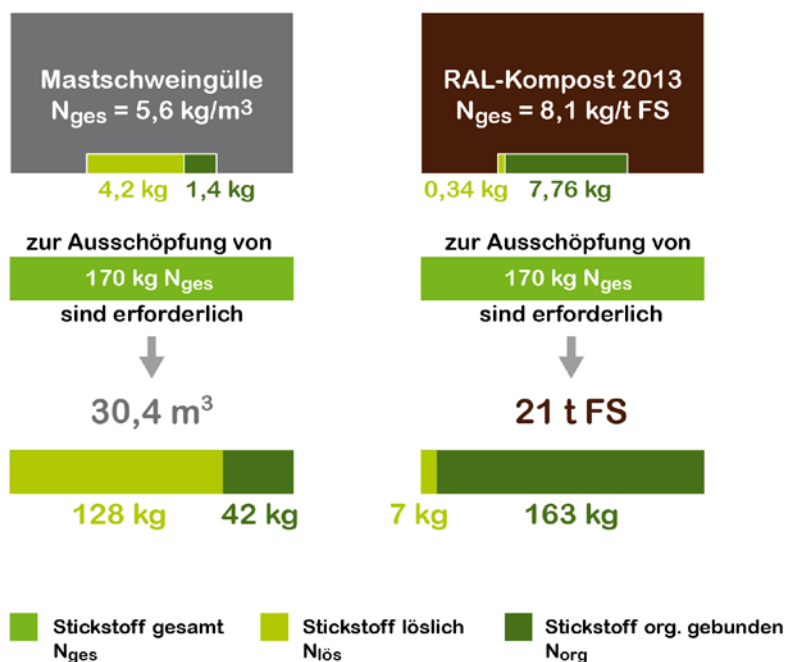 Mastschweingülle
Nges = 5,6 kg/m³
4,2 kg 1,4 kg
zur Ausschöpfung von
170 kg Nges
sind erforderlich
30,4 m³
128 kg 42 kg
RAL-Kompost 2013
Nges = 8,1 kg/t FS
0,34 kg 7,76 kg
zur Ausschöpfung von
170 kg Nges
sind erforderlich
21 t FS
7 kg 163 kg
Stickstoff gesamt
Nges
Stickstoff löslich
Nlös
Stickstoff org. gebunden
Norg